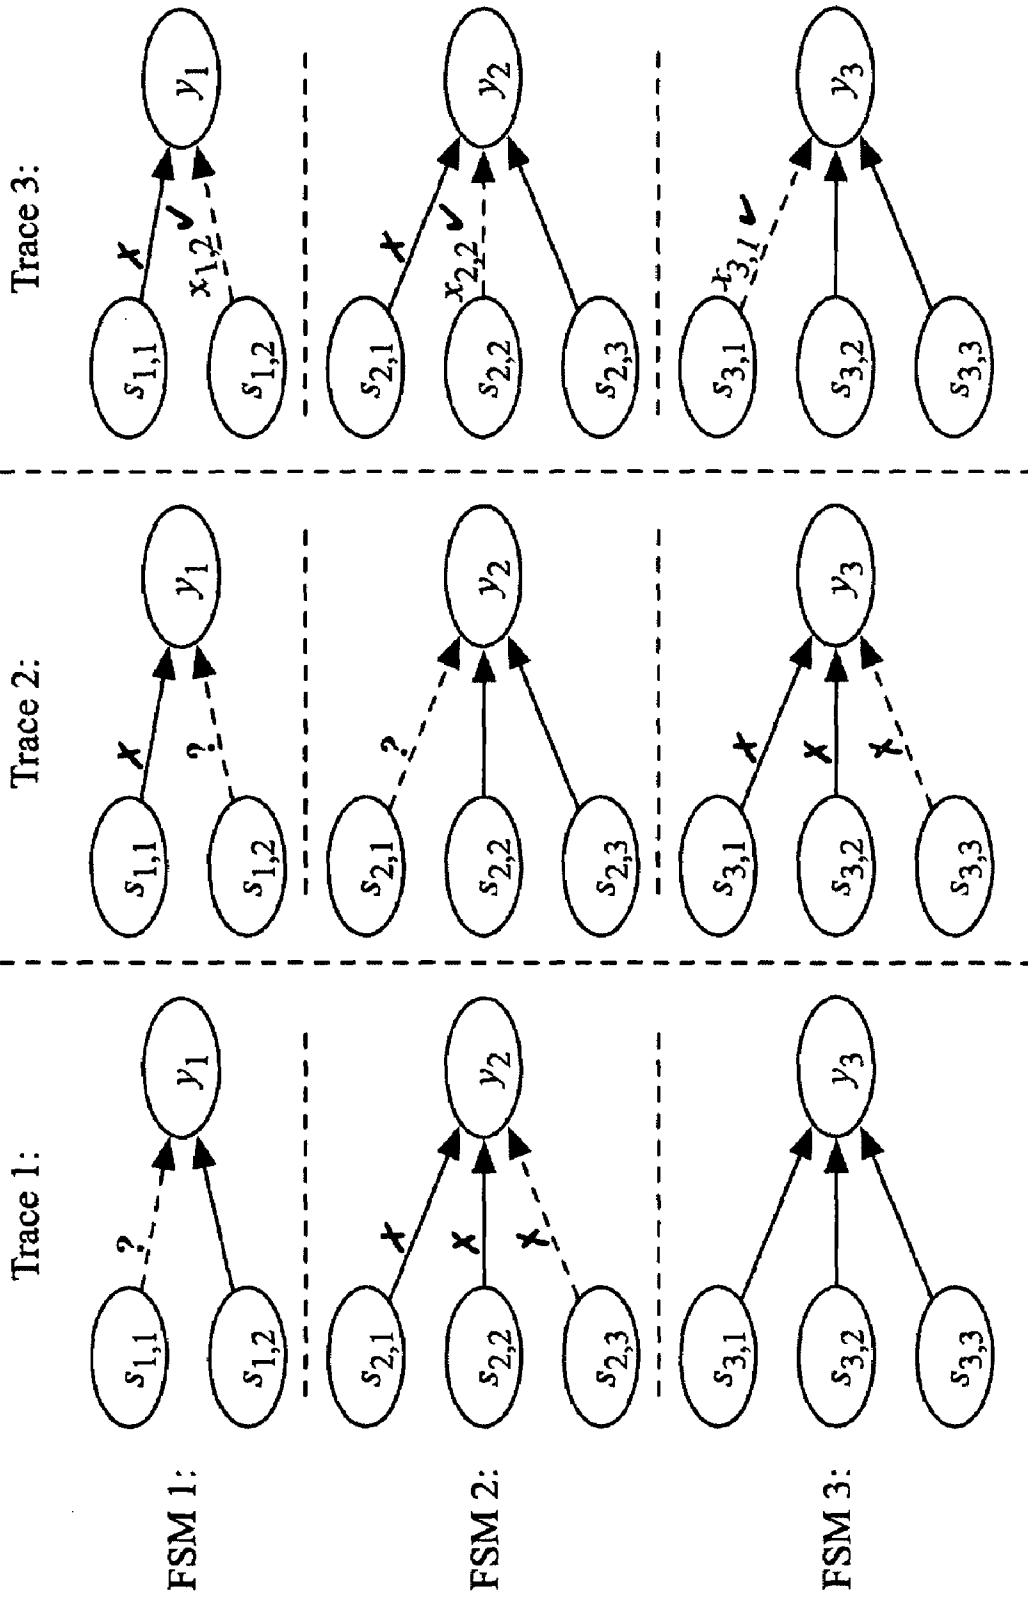 Trace 1: Trace 2: Trace 3:
FSM 1:
s1,1 ? y1
s1,2
s1,1 x y1
s1,2 ?
s1,1 x y1
s1,2 x1,2 ✓
FSM 2:
s2,1 x y2
s2,2 x
s2,3 x
s2,1 ? y2
s2,2
s2,3
s2,1 x y2
s2,2 x2,2 ✓
s2,3
FSM 3:
s3,1 y3
s3,2
s3,3
s3,1 x y3
s3,2 x
s3,3 x
s3,1 x3,1 ✓ y3
s3,2
s3,3